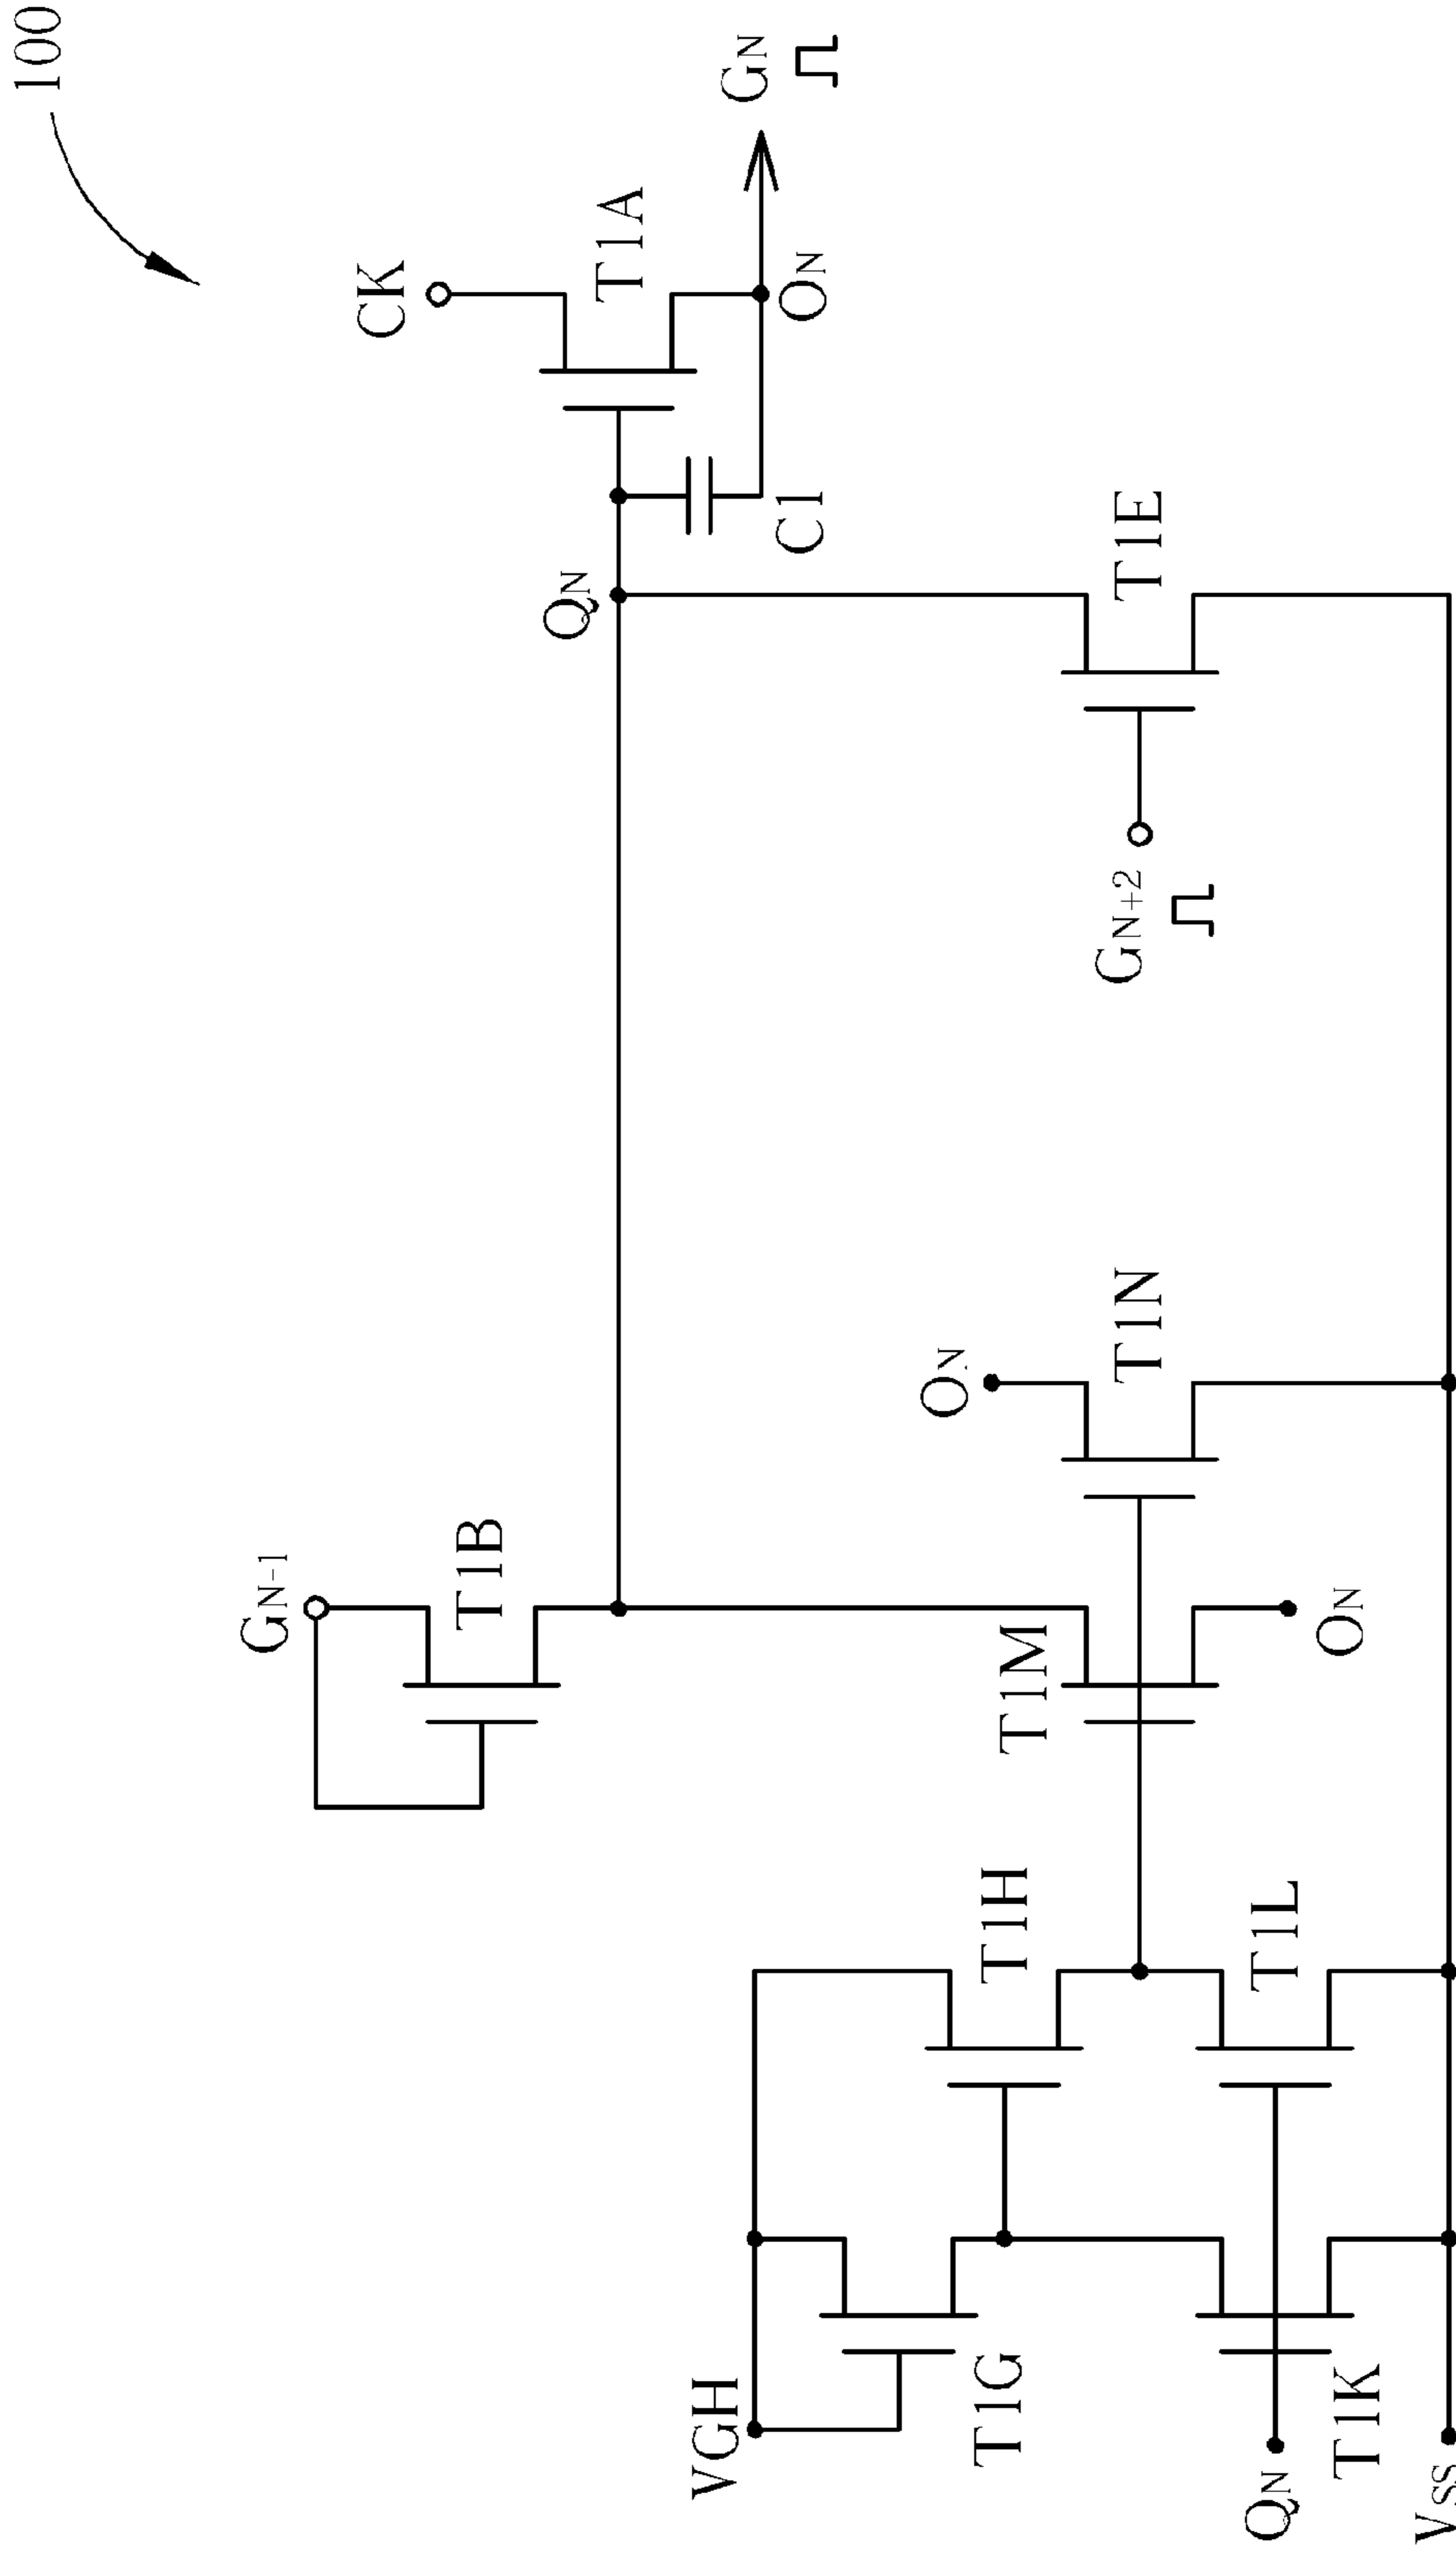 100
CK
T1A
GN
ON
C1
QN
T1E
GN+2
GN-1
T1B
ON
T1N
T1M
ON
T1H
T1L
VGH
T1G
T1K
QN
VSS